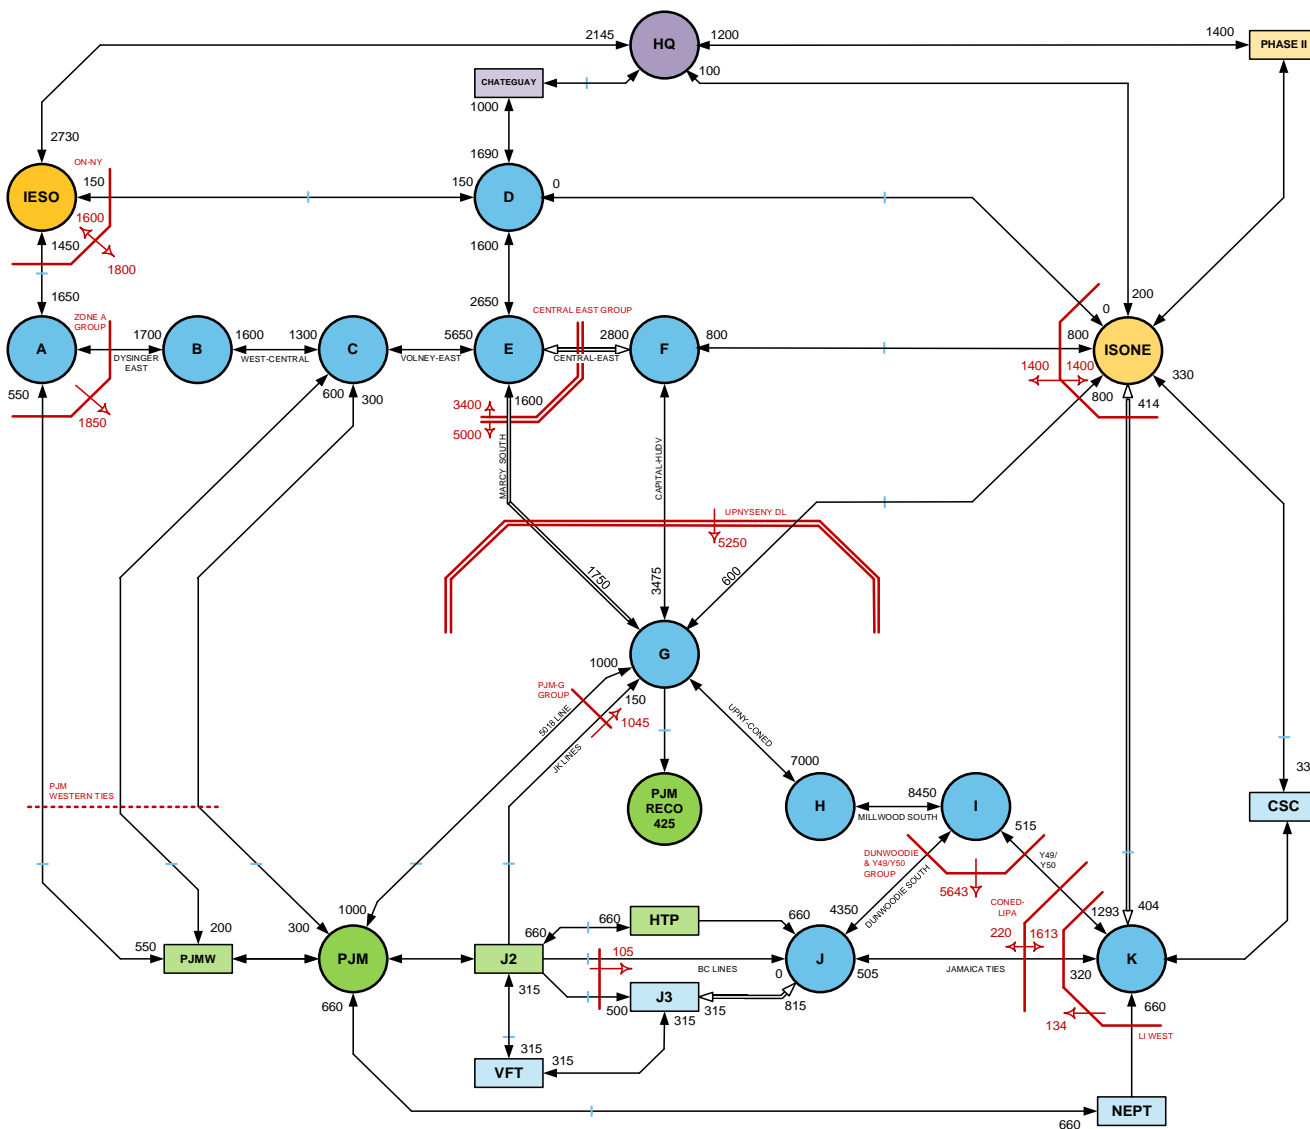 2145
HQ
1200
1400
PHASE II
100
CHATEGUAY
1000
2730
ON-NY
1690
IESO
150
150
D
0
1600
1450
1800
1600
1650
2650
0
200
ZONE A
GROUP
CENTRAL EAST GROUP
A
1700
B
1600
1300
C
5650
E
2800
F
800
800
ISONE
DYSINGER
EAST
WEST-CENTRAL
VOLNEY-EAST
CENTRAL-EAST
1400
1400
330
550
600
300
1600
800
414
1850
3400
5000
MARCY SOUTH
CAPITAL-HUDV
UPNYSENY DL
5250
1750
3475
600
G
1000
PJM-G
GROUP
150
1045
5018 LINE
JK LINES
UPNY-CONED
7000
PJM
WESTERN TIES
PJM
RECO
425
H
8450
MILLWOOD SOUTH
I
515
33
CSC
DUNWOODIE
& Y49/Y50
GROUP
5643
Y49/
Y50
DUNWOODIE SOUTH
CONED-
LIPA
200
300
1000
660
HTP
660
4350
220
1613
1293
404
550
PJMW
PJM
660
J2
105
BC LINES
J
0
505
JAMAICA TIES
320
K
660
315
500
J3
315
315
815
660
134
LI WEST
315
VFT
315
660
NEPT